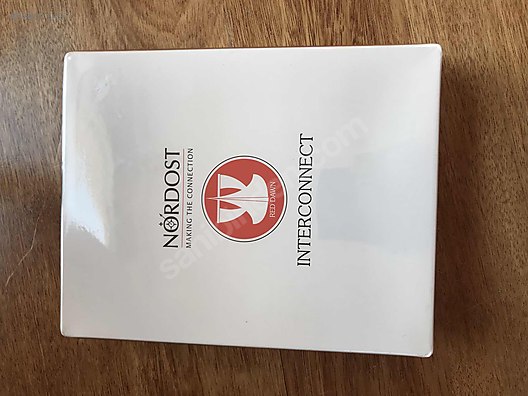 NORDOST
MAKING THE CONNECTION
RED DAWN
INTERCONNECT